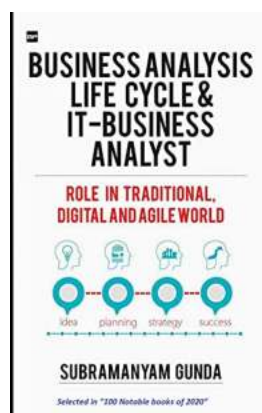 BUSINESS ANALYSIS
LIFE CYCLE &
IT-BUSINESS
ANALYST
ROLE IN TRADITIONAL,
DIGITAL AND AGILE WORLD
idea planning strategy success
SUBRAMANYAM GUNDA
Selected in "100 Notable books of 2020"